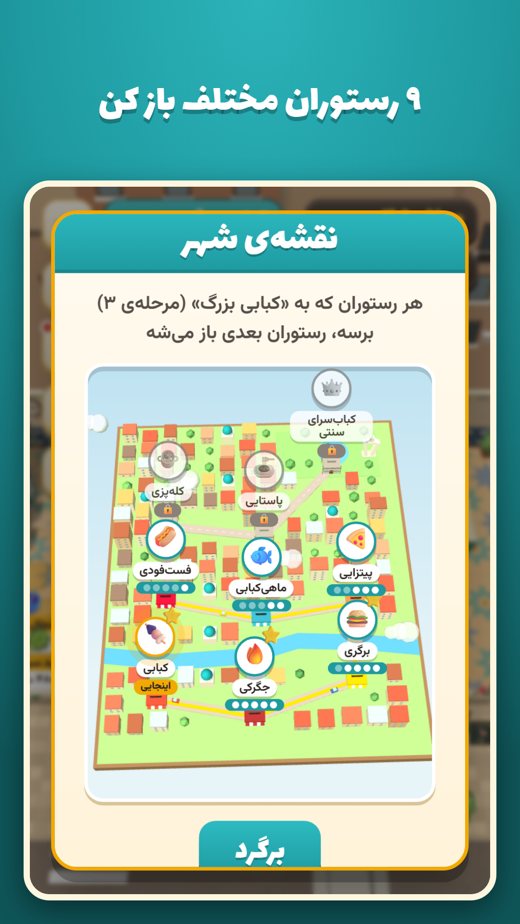 ۹ رستوران مختلف باز کن
نقشه‌ی شهر
هر رستوران که به «کبابی بزرگ» (مرحله‌ی ۳)
برسه، رستوران بعدی باز می‌شه
کباب‌سرای
سنتی
کله‌پزی
پاستایی
فست‌فودی
ماهی‌کبابی
پیتزایی
کبابی
اینجایی
جگرکی
برگری
برگرد